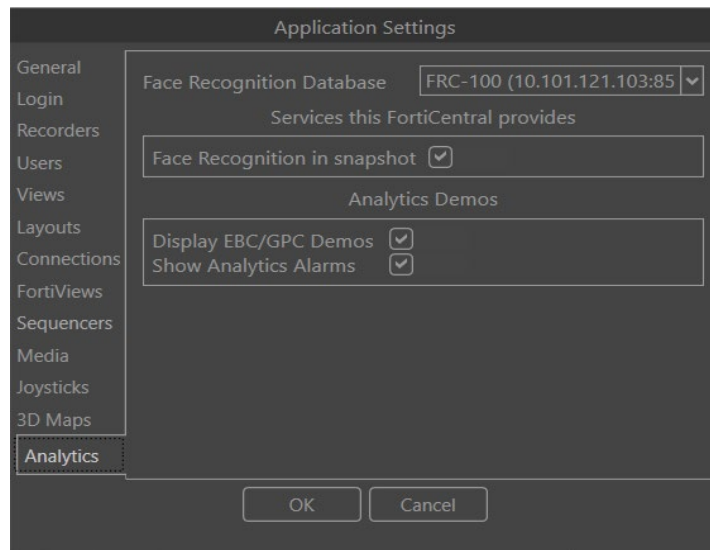 Application Settings
General
Login
Recorders
Users
Views
Layouts
Connections
FortiViews
Sequencers
Media
Joysticks
3D Maps
Analytics
Face Recognition Database FRC-100 (10.101.121.103:85
Services this FortiCentral provides
Face Recognition in snapshot
Analytics Demos
Display EBC/GPC Demos
Show Analytics Alarms
OK Cancel